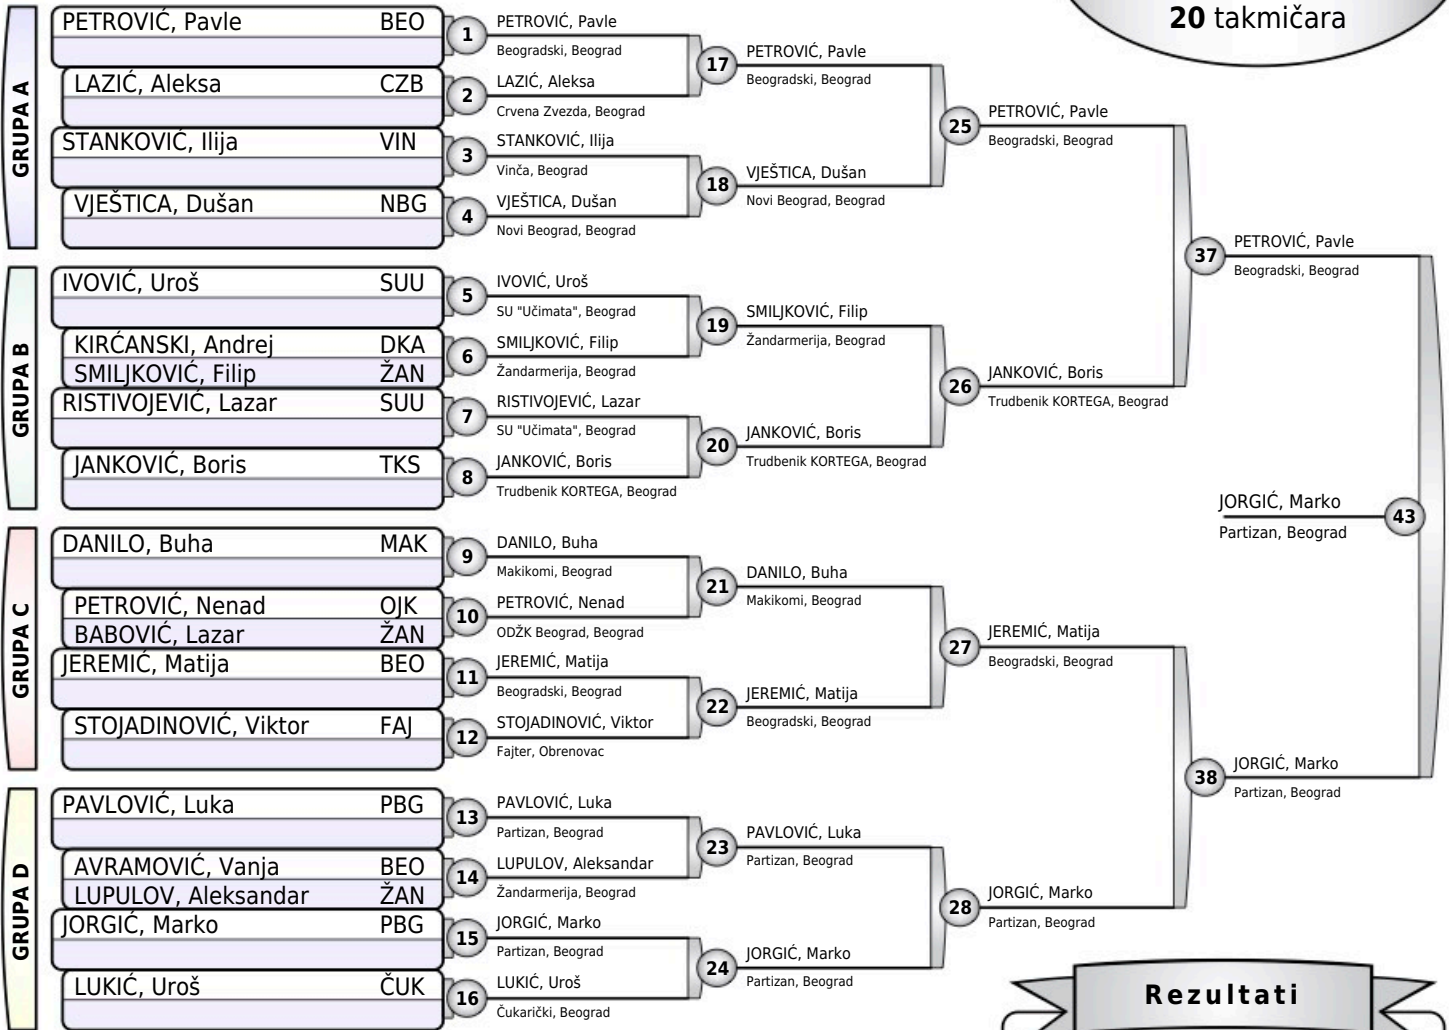 20 takmičara
GRUPA A
PETROVIĆ, Pavle BEO
LAZIĆ, Aleksa CZB
STANKOVIĆ, Ilija VIN
VJEŠTICA, Dušan NBG
GRUPA B
IVOVIĆ, Uroš SUU
KIRĆANSKI, Andrej DKA
SMILJKOVIĆ, Filip ŽAN
RISTIVOJEVIĆ, Lazar SUU
JANKOVIĆ, Boris TKS
GRUPA C
DANILO, Buha MAK
PETROVIĆ, Nenad OJK
BABOVIĆ, Lazar ŽAN
JEREMIĆ, Matija BEO
STOJADINOVIĆ, Viktor FAJ
GRUPA D
PAVLOVIĆ, Luka PBG
AVRAMOVIĆ, Vanja BEO
LUPULOV, Aleksandar ŽAN
JORGIĆ, Marko PBG
LUKIĆ, Uroš ČUK
1 PETROVIĆ, Pavle
Beogradski, Beograd
2 LAZIĆ, Aleksa
Crvena Zvezda, Beograd
3 STANKOVIĆ, Ilija
Vinča, Beograd
4 VJEŠTICA, Dušan
Novi Beograd, Beograd
5 IVOVIĆ, Uroš
SU "Učimata", Beograd
6 SMILJKOVIĆ, Filip
Žandarmerija, Beograd
7 RISTIVOJEVIĆ, Lazar
SU "Učimata", Beograd
8 JANKOVIĆ, Boris
Trudbenik KORTEGA, Beograd
9 DANILO, Buha
Makikomi, Beograd
10 PETROVIĆ, Nenad
ODŽK Beograd, Beograd
11 JEREMIĆ, Matija
Beogradski, Beograd
12 STOJADINOVIĆ, Viktor
Fajter, Obrenovac
13 PAVLOVIĆ, Luka
Partizan, Beograd
14 LUPULOV, Aleksandar
Žandarmerija, Beograd
15 JORGIĆ, Marko
Partizan, Beograd
16 LUKIĆ, Uroš
Čukarički, Beograd
17 PETROVIĆ, Pavle
Beogradski, Beograd
18 VJEŠTICA, Dušan
Novi Beograd, Beograd
19 SMILJKOVIĆ, Filip
Žandarmerija, Beograd
20 JANKOVIĆ, Boris
Trudbenik KORTEGA, Beograd
21 DANILO, Buha
Makikomi, Beograd
22 JEREMIĆ, Matija
Beogradski, Beograd
23 PAVLOVIĆ, Luka
Partizan, Beograd
24 JORGIĆ, Marko
Partizan, Beograd
25 PETROVIĆ, Pavle
Beogradski, Beograd
26 JANKOVIĆ, Boris
Trudbenik KORTEGA, Beograd
27 JEREMIĆ, Matija
Beogradski, Beograd
28 JORGIĆ, Marko
Partizan, Beograd
37 PETROVIĆ, Pavle
Beogradski, Beograd
38 JORGIĆ, Marko
Partizan, Beograd
JORGIĆ, Marko 43
Partizan, Beograd
Rezultati